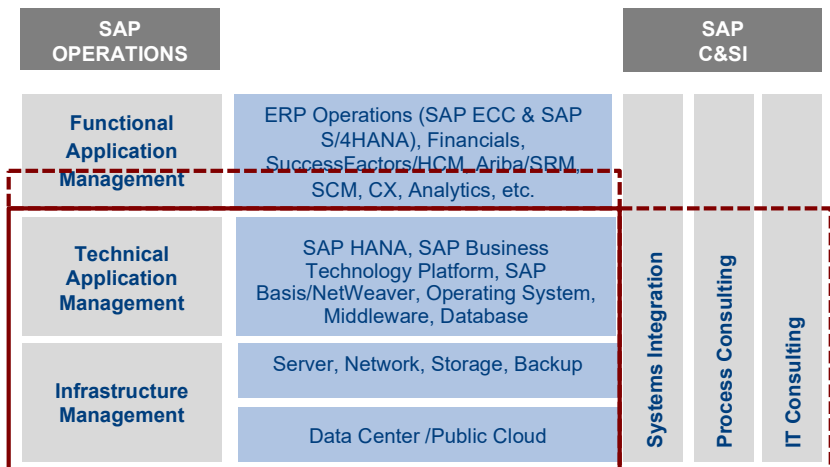 SAP
OPERATIONS
SAP
C&SI
Functional
Application
Management
ERP Operations (SAP ECC & SAP
S/4HANA), Financials,
SuccessFactors/HCM, Ariba/SRM,
SCM, CX, Analytics, etc.
Technical
Application
Management
SAP HANA, SAP Business
Technology Platform, SAP
Basis/NetWeaver, Operating System,
Middleware, Database
Infrastructure
Management
Server, Network, Storage, Backup
Data Center /Public Cloud
Systems Integration
Process Consulting
IT Consulting